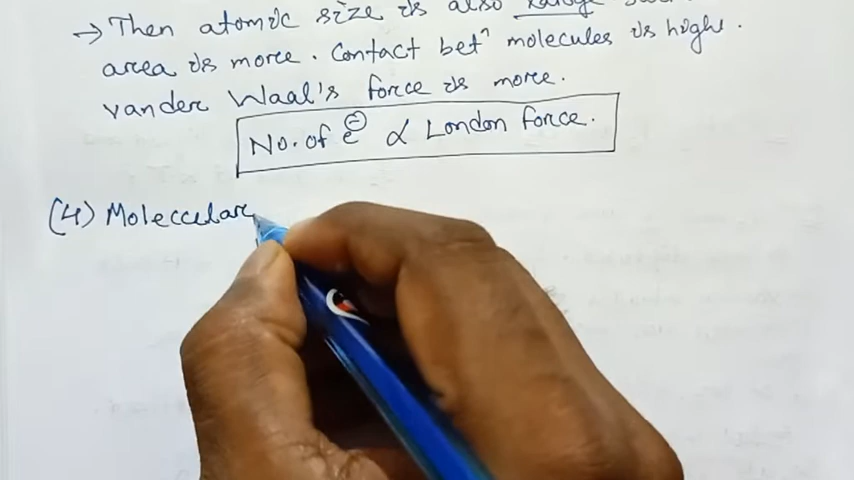 → Then atomic size is also large
area is more. Contact betⁿ molecules is high.
vander Waal's force is more.
No. of e⊖ ∝ London force.
(4) Molecular